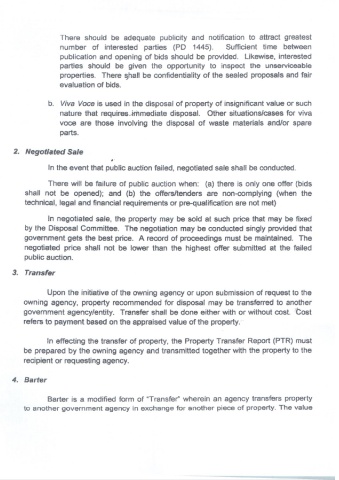 There should be adequate publicity and notification to attract greatest
number of interested parties (PD 1445). Sufficient time between
publication and opening of bids should be provided. Likewise, interested
parties should be given the opportunity to inspect the unserviceable
properties. There shall be confidentiality of the sealed proposals and fair
evaluation of bids.
b. Viva Voce is used in the disposal of property of insignificant value or such
nature that requires immediate disposal. Other situations/cases for viva
voce are those involving the disposal of waste materials and/or spare
parts.
2. Negotiated Sale
In the event that public auction failed, negotiated sale shall be conducted.
There will be failure of public auction when: (a) there is only one offer (bids
shall not be opened); and (b) the offers/tenders are non-complying (when the
technical, legal and financial requirements or pre-qualification are not met)
In negotiated sale, the property may be sold at such price that may be fixed
by the Disposal Committee. The negotiation may be conducted singly provided that
government gets the best price. A record of proceedings must be maintained. The
negotiated price shall not be lower than the highest offer submitted at the failed
public auction.
3. Transfer
Upon the initiative of the owning agency or upon submission of request to the
owning agency, property recommended for disposal may be transferred to another
government agency/entity. Transfer shall be done either with or without cost. Cost
refers to payment based on the appraised value of the property.
In effecting the transfer of property, the Property Transfer Report (PTR) must
be prepared by the owning agency and transmitted together with the property to the
recipient or requesting agency.
4. Barter
Barter is a modified form of "Transfer" wherein an agency transfers property
to another government agency in exchange for another piece of property. The value